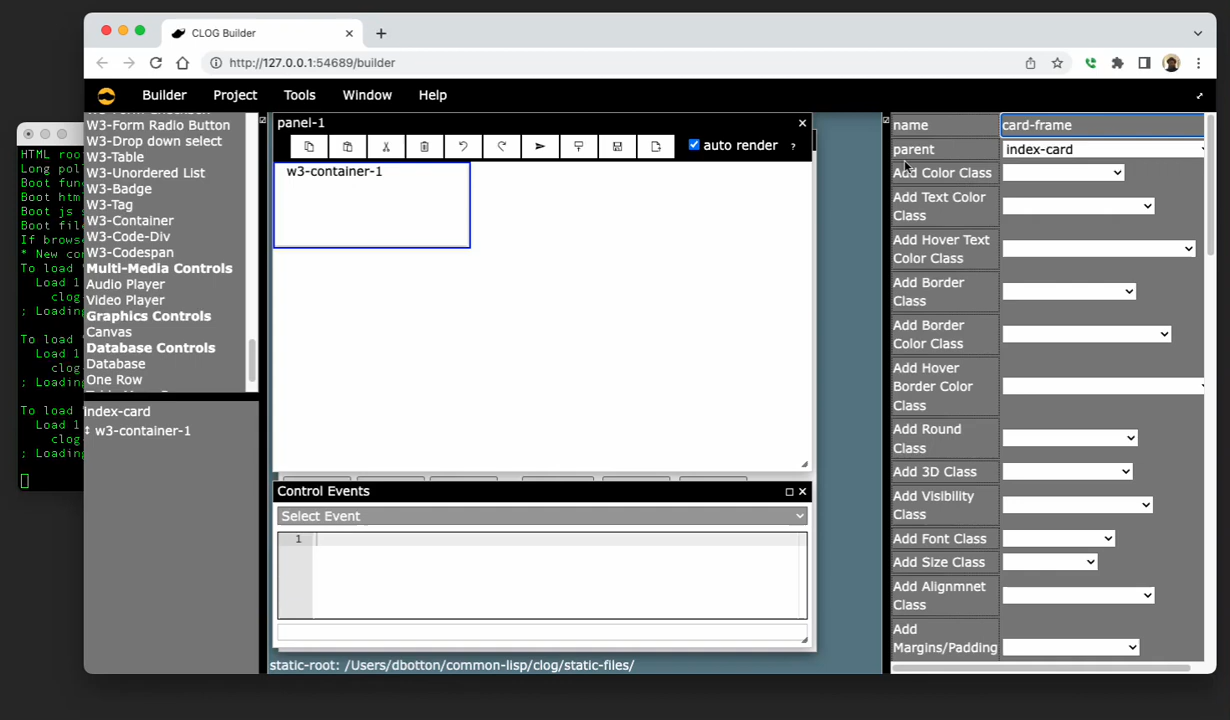 CLOG Builder
http://127.0.0.1:54689/builder
Builder Project Tools Window Help
HTML roo
Long pol
Boot fun
Boot htm
Boot js s
Boot file
If brows
* New co
To load "
Load 1
clog
; Loading
To load "
Load 1
clog
; Loading
To load "
Load 1
clog
; Loading
W3-Form Radio Button
W3-Drop down select
W3-Table
W3-Unordered List
W3-Badge
W3-Tag
W3-Container
W3-Code-Div
W3-Codespan
Multi-Media Controls
Audio Player
Video Player
Graphics Controls
Canvas
Database Controls
Database
One Row
index-card
↕ w3-container-1
panel-1
auto render ?
w3-container-1
Control Events
Select Event
1
static-root: /Users/dbotton/common-lisp/clog/static-files/
name card-frame
parent index-card
Add Color Class
Add Text Color
Class
Add Hover Text
Color Class
Add Border
Class
Add Border
Color Class
Add Hover
Border Color
Class
Add Round
Class
Add 3D Class
Add Visibility
Class
Add Font Class
Add Size Class
Add Alignmnet
Class
Add
Margins/Padding